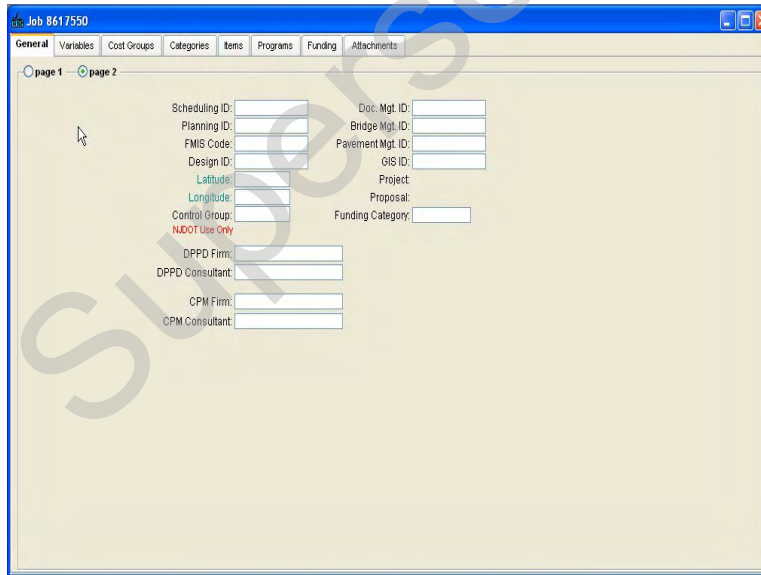 Job 8617550
General Variables Cost Groups Categories Items Programs Funding Attachments
page 1 page 2
Scheduling ID: Doc. Mgt. ID:
Planning ID: Bridge Mgt. ID:
FMIS Code: Pavement Mgt. ID:
Design ID: GIS ID:
Latitude: Project:
Longitude: Proposal:
Control Group: Funding Category:
NJDOT Use Only
DPPD Firm:
DPPD Consultant:
CPM Firm:
CPM Consultant:
Superse